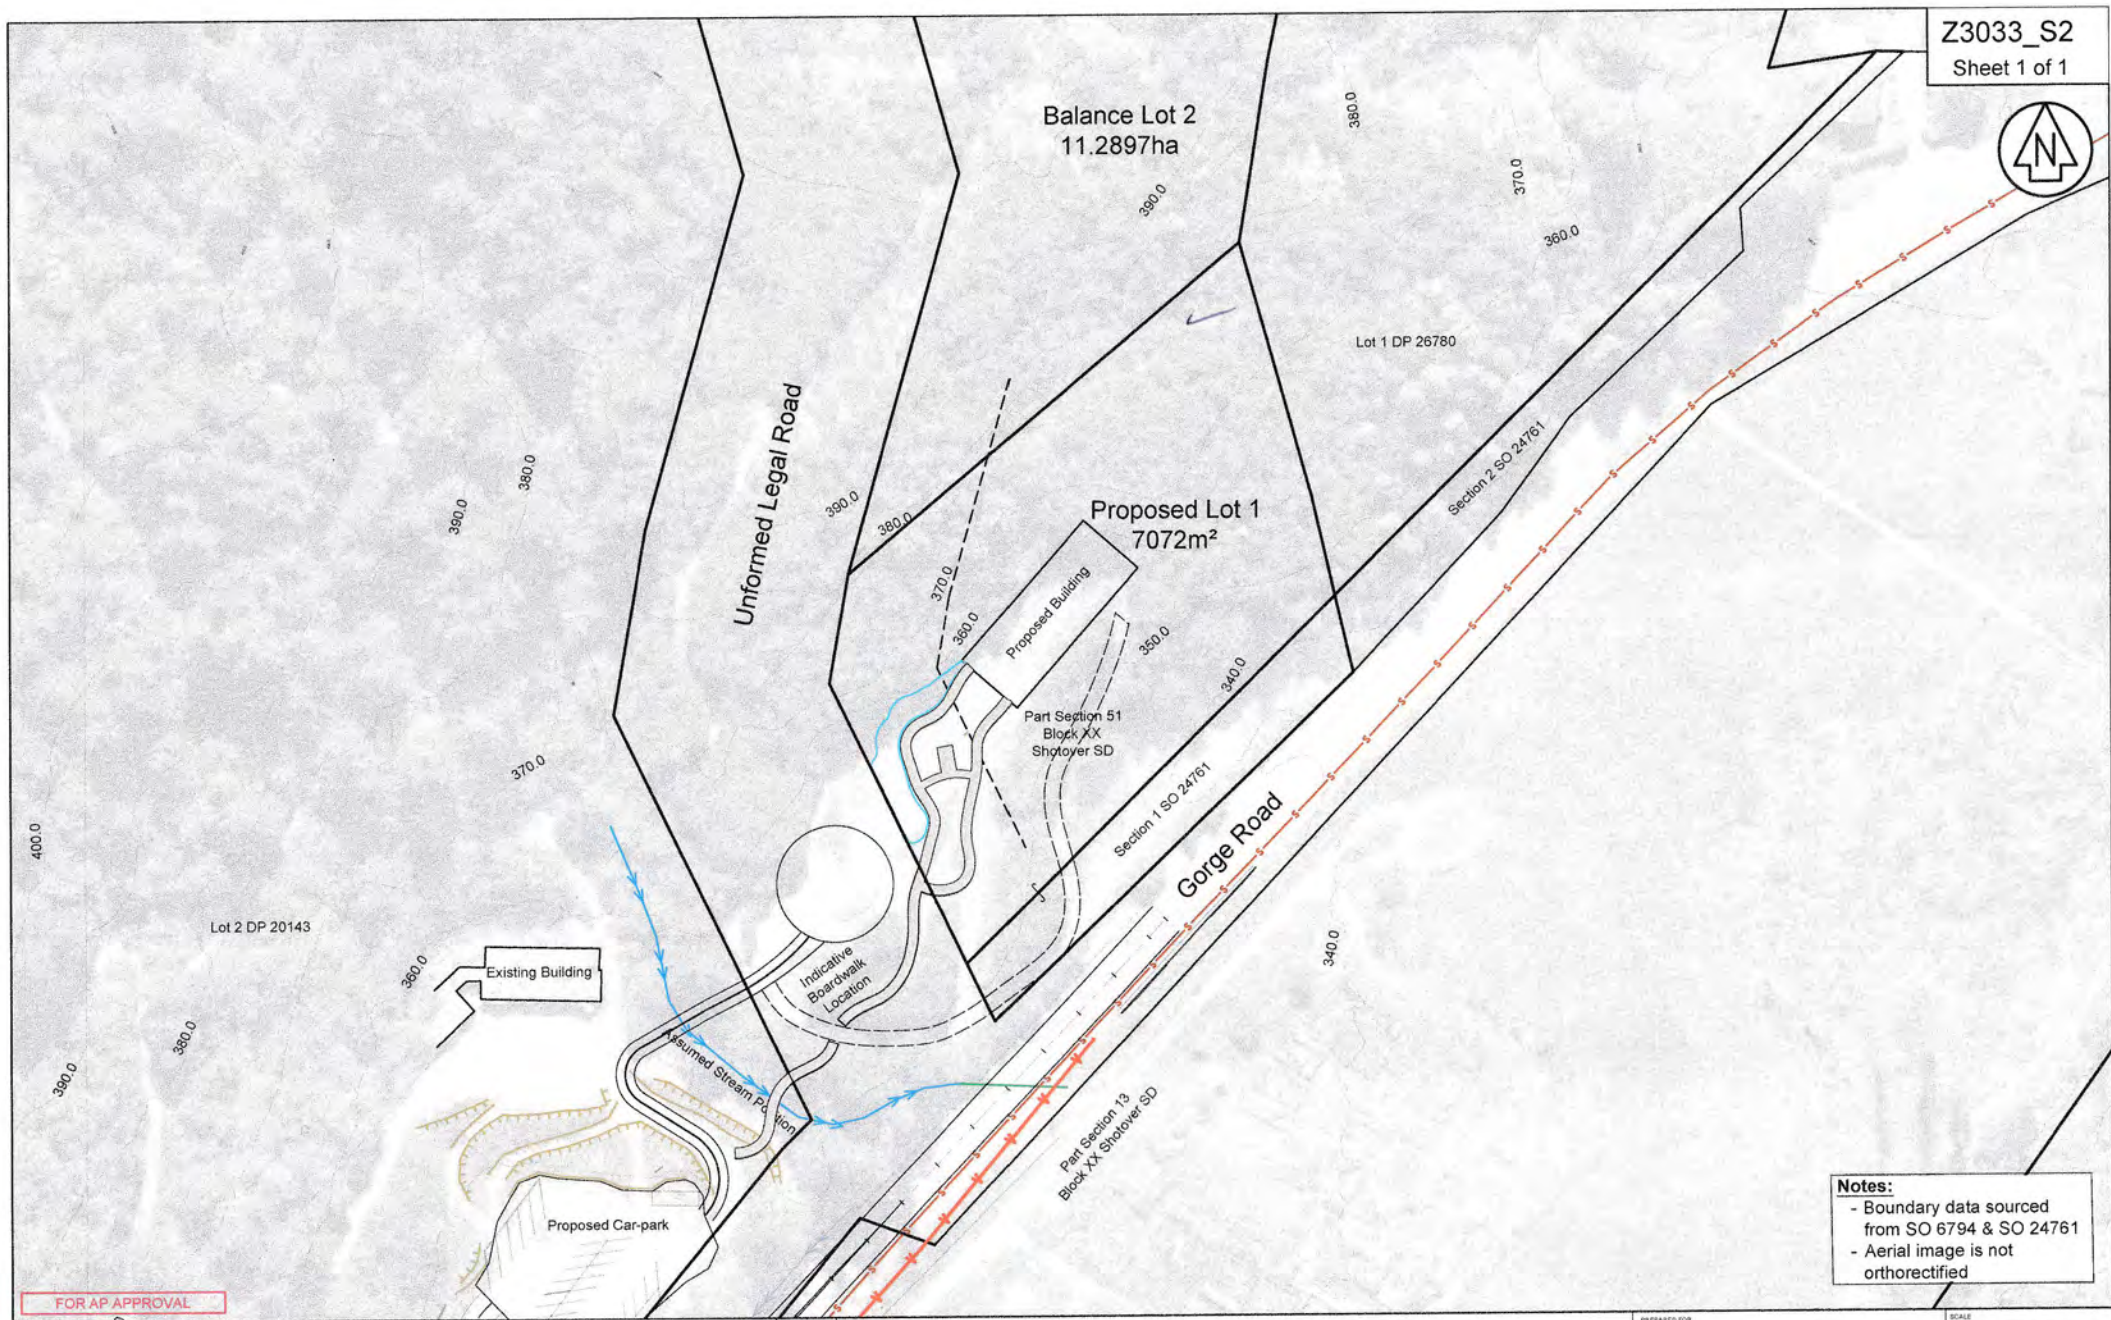 Z3033_S2
Sheet 1 of 1
N
Balance Lot 2
11.2897ha
380.0
370.0
390.0
360.0
Lot 1 DP 26780
Unformed Legal Road
380.0
390.0
390.0
380.0
Section 2 SO 24761
Proposed Lot 1
7072m²
370.0
360.0
Proposed Building
350.0
340.0
Part Section 51
Block XX
Shotover SD
370.0
Section 1 SO 24761
Gorge Road
400.0
Lot 2 DP 20143
340.0
360.0
Existing Building
Indicative
Boardwalk
Location
380.0
390.0
Assumed Stream Position
Part Section 13
Block XX Shotover SD
Proposed Car-park
Notes:
- Boundary data sourced
from SO 6794 & SO 24761
- Aerial image is not
orthorectified
FOR AP APPROVAL
PREPARED FOR
SCALE